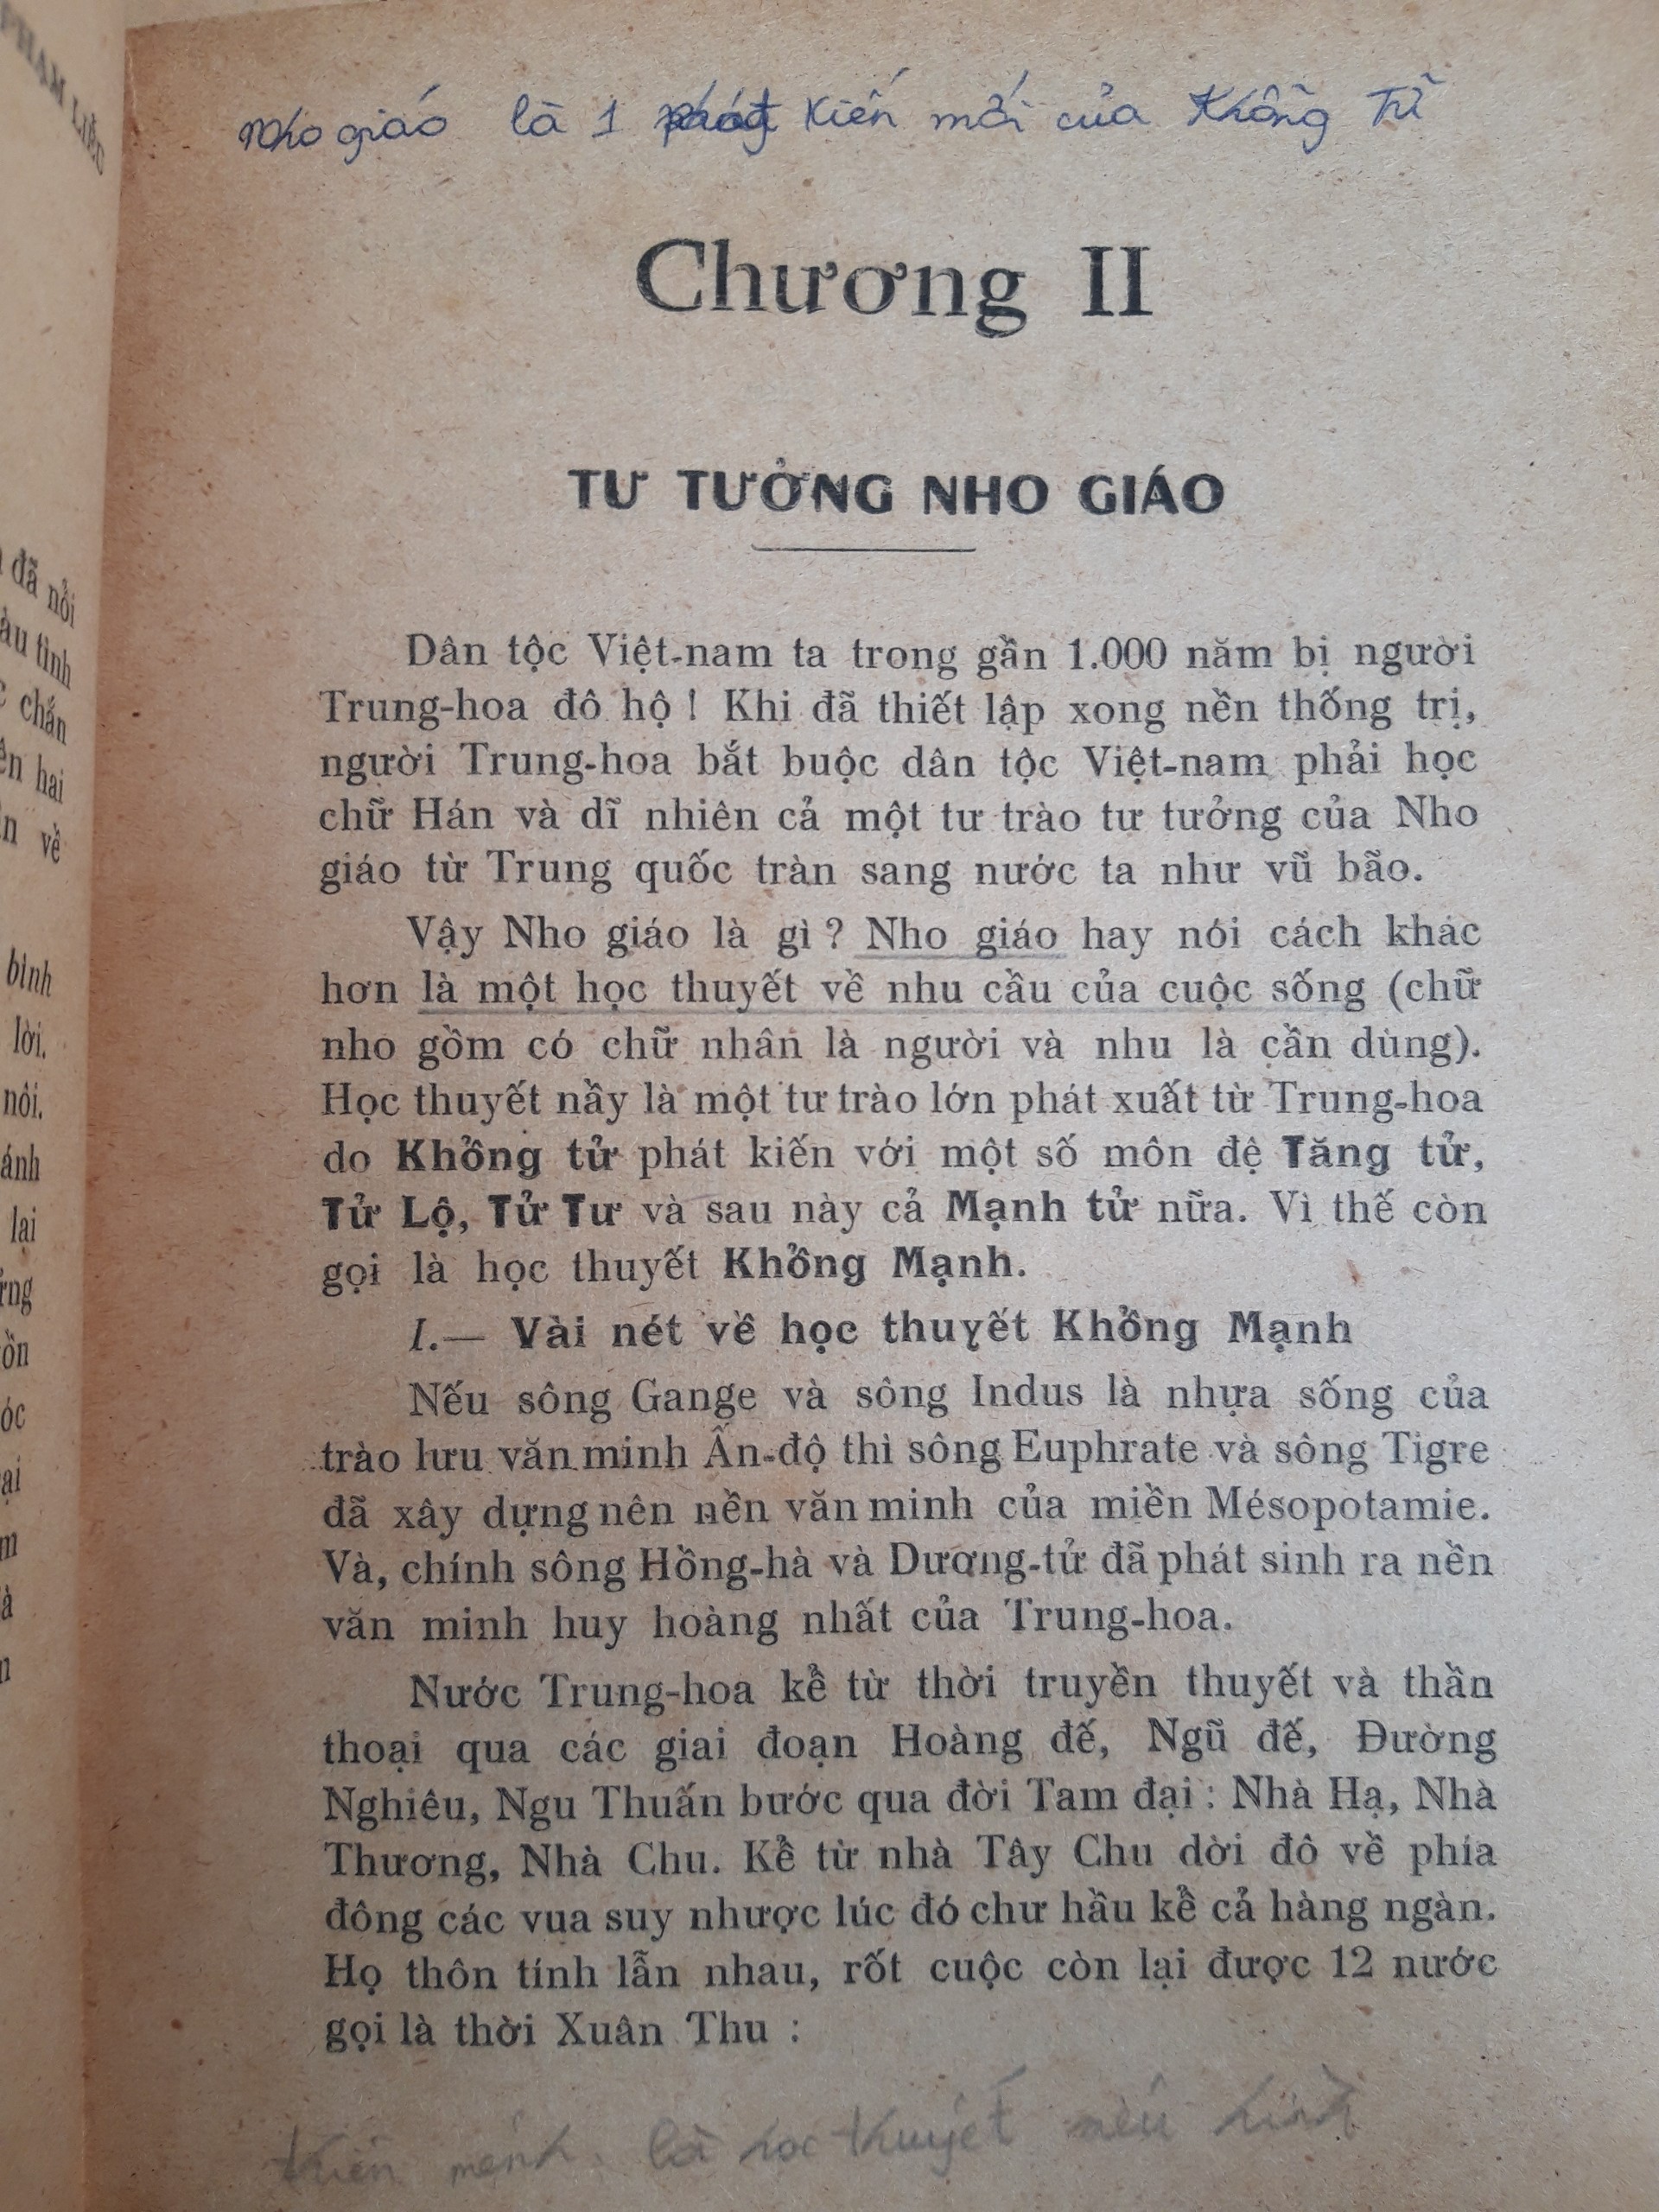 PHẠM LIỆU
Nho giáo là 1 phát kiến mới của Khổng Tử
Chương II
TƯ TƯỞNG NHO GIÁO
Dân tộc Việt-nam ta trong gần 1.000 năm bị người
Trung-hoa đô hộ ! Khi đã thiết lập xong nền thống trị,
người Trung-hoa bắt buộc dân tộc Việt-nam phải học
chữ Hán và dĩ nhiên cả một tư trào tư tưởng của Nho
giáo từ Trung quốc tràn sang nước ta như vũ bão.
Vậy Nho giáo là gì ? Nho giáo hay nói cách khác
hơn là một học thuyết về nhu cầu của cuộc sống (chữ
nho gồm có chữ nhân là người và nhu là cần dùng).
Học thuyết nầy là một tư trào lớn phát xuất từ Trung-hoa
do Khổng tử phát kiến với một số môn đệ Tăng tử,
Tử Lộ, Tử Tư và sau này cả Mạnh tử nữa. Vì thế còn
gọi là học thuyết Khổng Mạnh.
I.— Vài nét về học thuyết Khổng Mạnh
Nếu sông Gange và sông Indus là nhựa sống của
trào lưu văn minh Ấn-độ thì sông Euphrate và sông Tigre
đã xây dựng nên nền văn minh của miền Mésopotamie.
Và, chính sông Hồng-hà và Dương-tử đã phát sinh ra nền
văn minh huy hoàng nhất của Trung-hoa.
Nước Trung-hoa kể từ thời truyền thuyết và thần
thoại qua các giai đoạn Hoàng đế, Ngũ đế, Đường
Nghiêu, Ngu Thuấn bước qua đời Tam đại : Nhà Hạ, Nhà
Thương, Nhà Chu. Kể từ nhà Tây Chu dời đô về phía
đông các vua suy nhược lúc đó chư hầu kể cả hàng ngàn.
Họ thôn tính lẫn nhau, rốt cuộc còn lại được 12 nước
gọi là thời Xuân Thu :
thiên mệnh là học thuyết